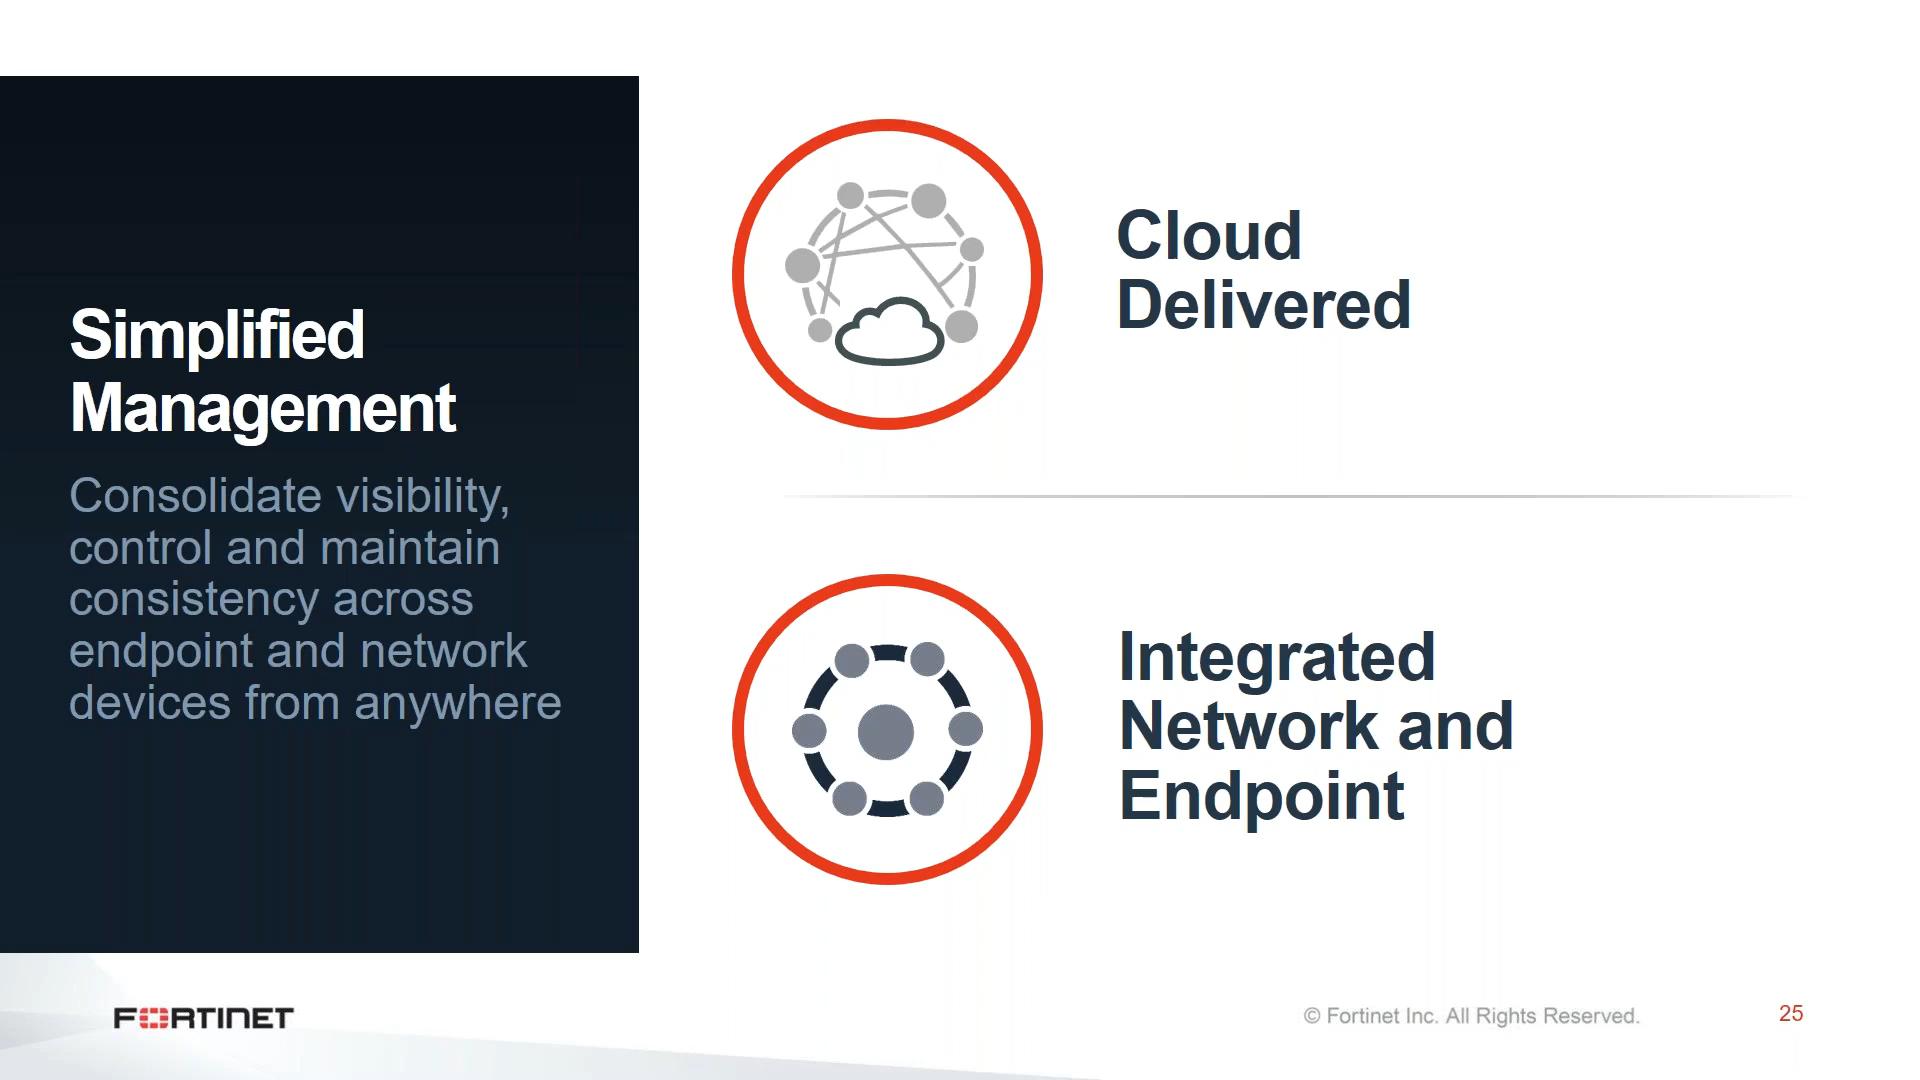 Simplified
Management
Consolidate visibility,
control and maintain
consistency across
endpoint and network
devices from anywhere
Cloud
Delivered
Integrated
Network and
Endpoint
FORTINET
© Fortinet Inc. All Rights Reserved.
25